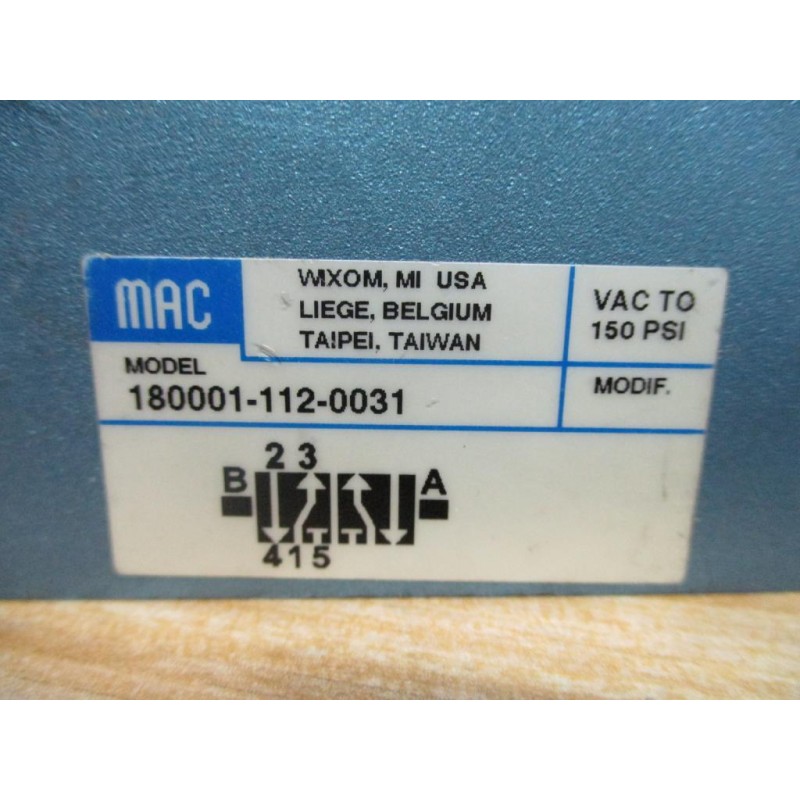 MAC
WIXOM, MI USA
LIEGE, BELGIUM
TAIPEI, TAIWAN
VAC TO
150 PSI
MODEL
180001-112-0031
MODIF.
2 3
B
A
4 1 5